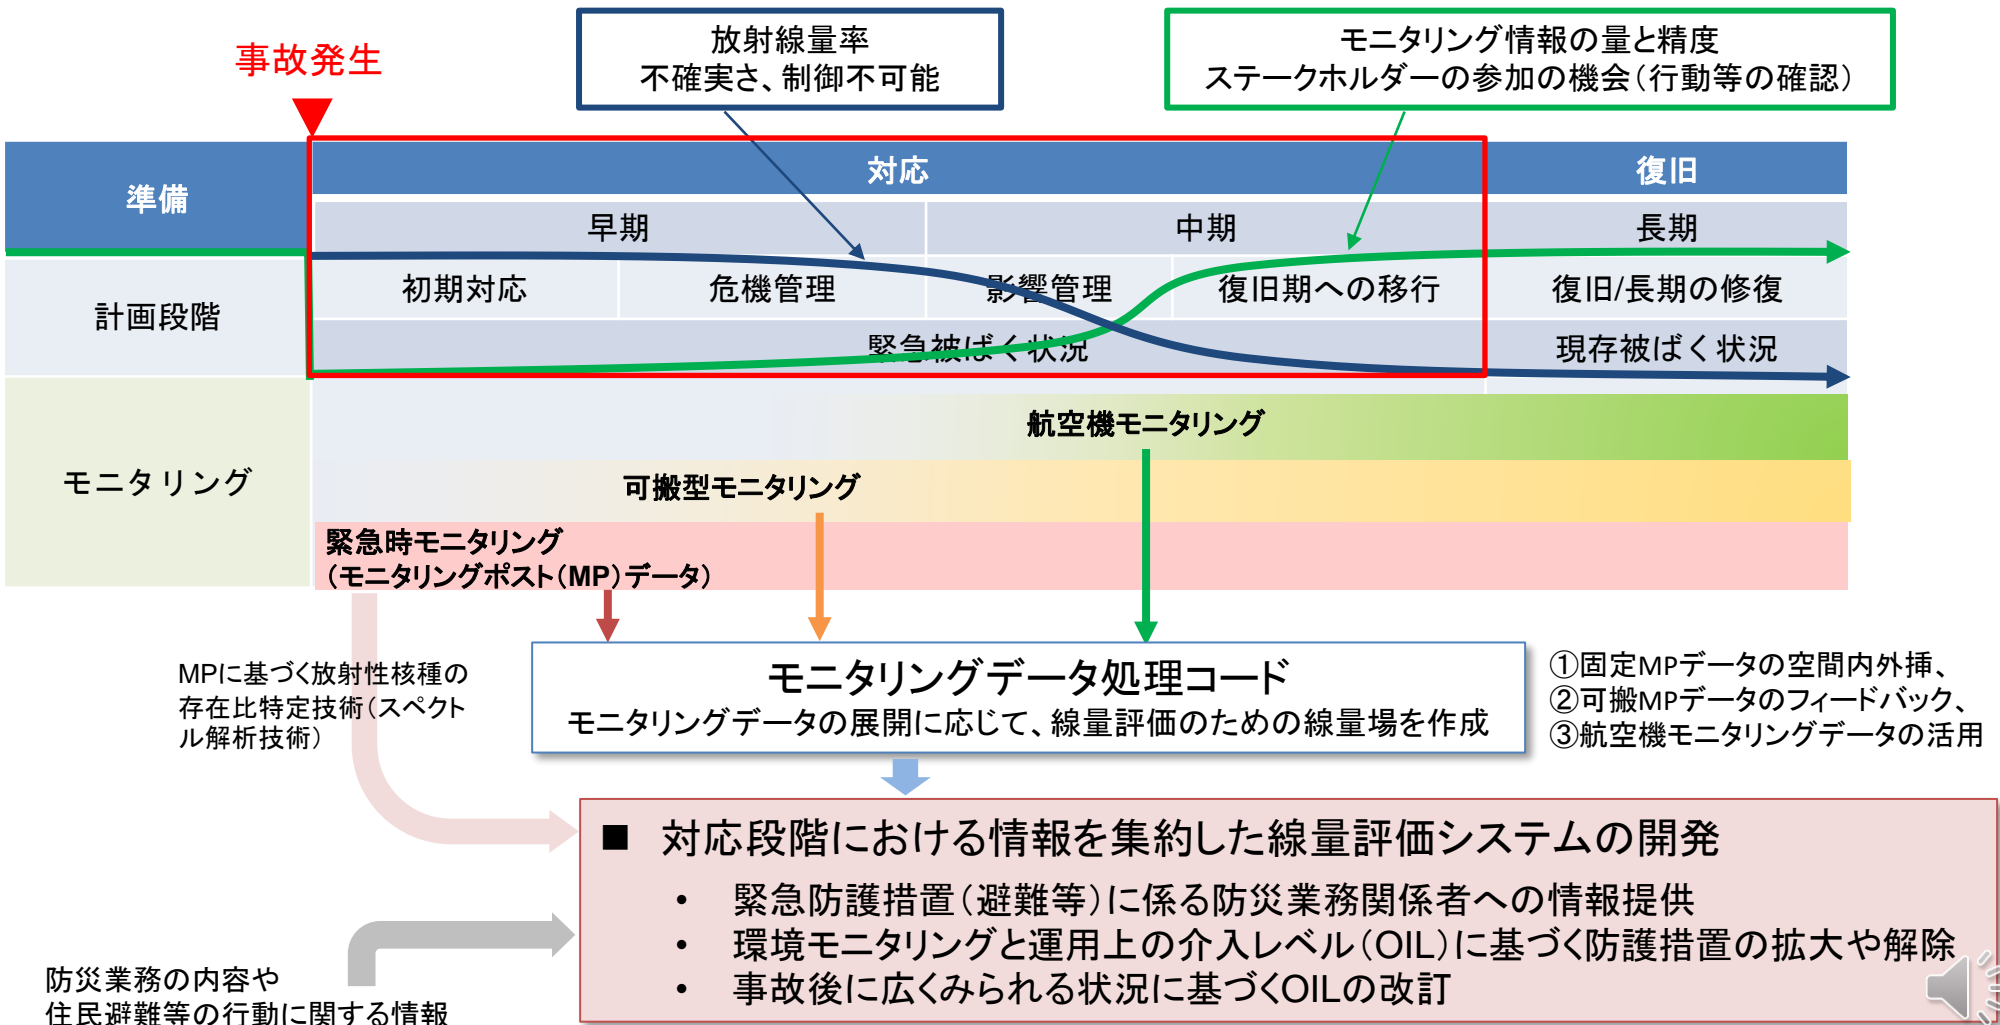 事故発生
放射線量率
不確実さ、制御不可能
モニタリング情報の量と精度
ステークホルダーの参加の機会（行動等の確認）
準備
対応
復旧
早期
中期
長期
計画段階
初期対応
危機管理
影響管理
復旧期への移行
復旧/長期の修復
緊急被ばく状況
現存被ばく状況
モニタリング
航空機モニタリング
可搬型モニタリング
緊急時モニタリング
（モニタリングポスト（MP）データ）
MPに基づく放射性核種の
存在比特定技術（スペクト
ル解析技術）
モニタリングデータ処理コード
モニタリングデータの展開に応じて、線量評価のための線量場を作成
①固定MPデータの空間内外挿、
②可搬MPデータのフィードバック、
③航空機モニタリングデータの活用
■ 対応段階における情報を集約した線量評価システムの開発
• 緊急防護措置（避難等）に係る防災業務関係者への情報提供
• 環境モニタリングと運用上の介入レベル（OIL）に基づく防護措置の拡大や解除
• 事故後に広くみられる状況に基づくOILの改訂
防災業務の内容や
住民避難等の行動に関する情報